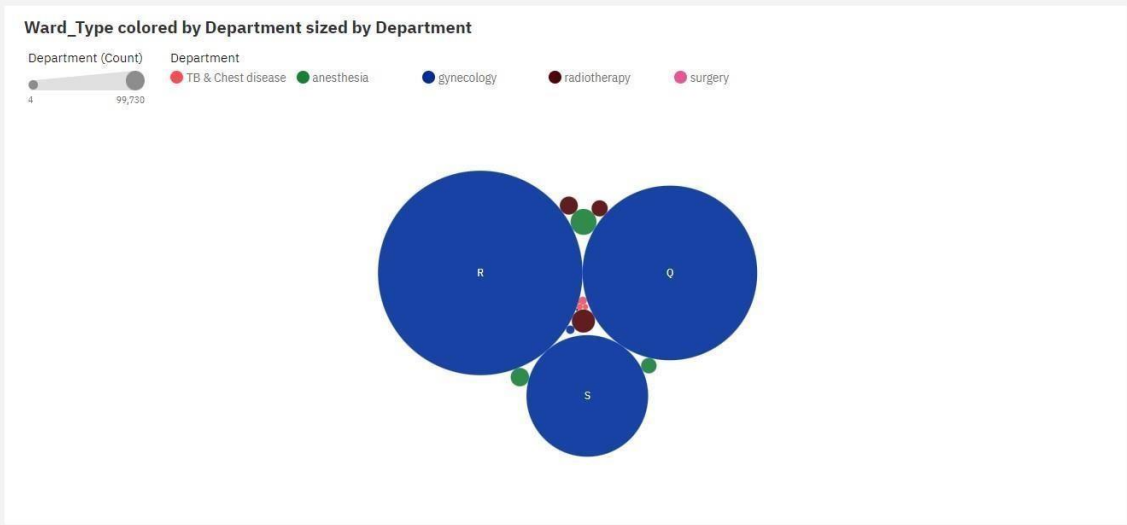 Ward_Type colored by Department sized by Department
Department (Count)
4 99,730
Department
TB & Chest disease anesthesia gynecology radiotherapy surgery
R
Q
S